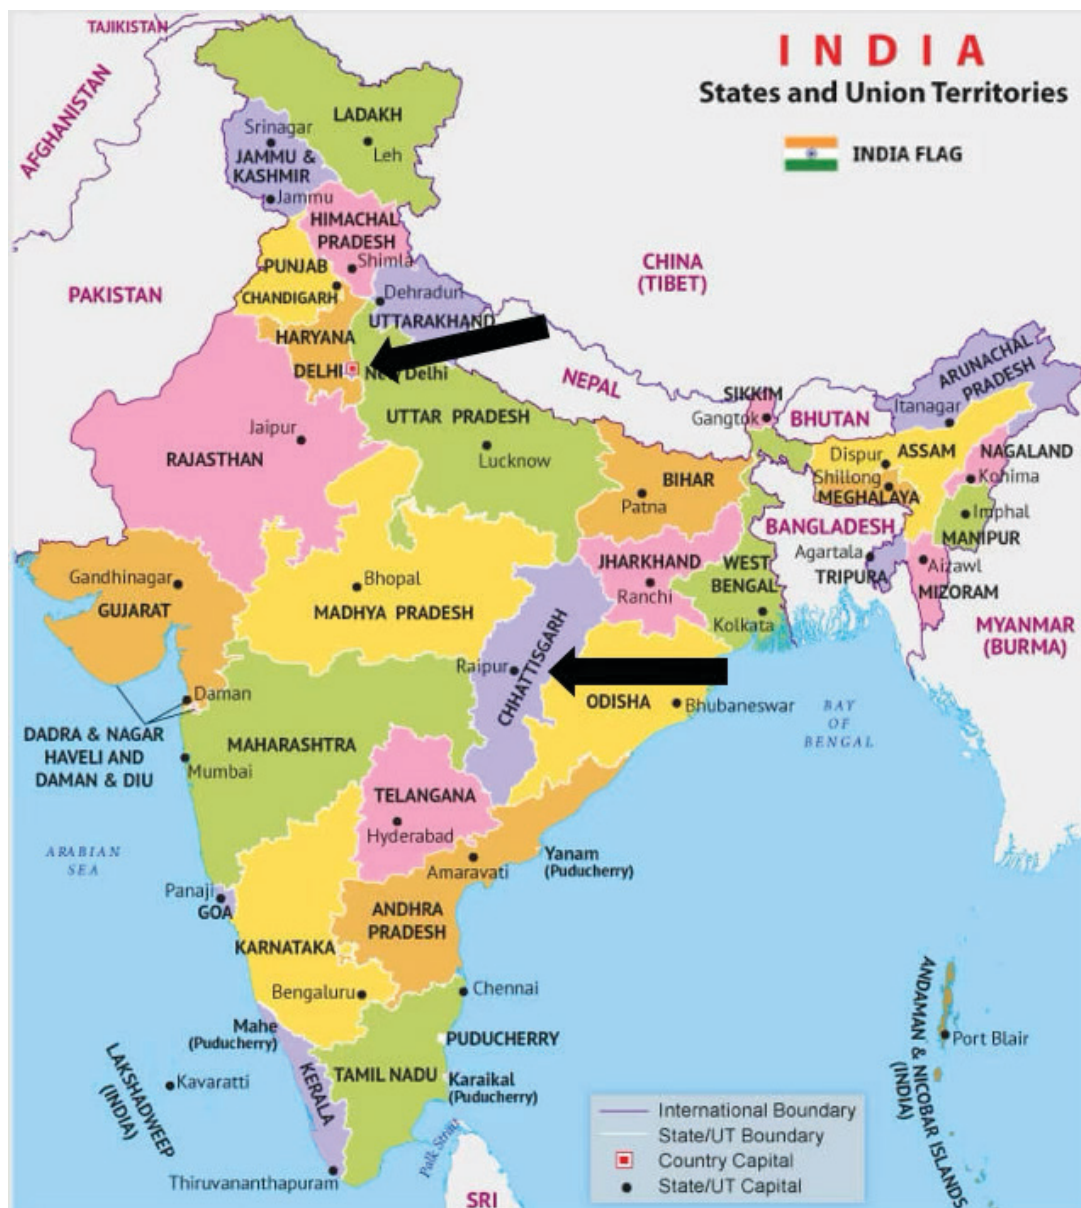 INDIA
States and Union Territories
INDIA FLAG
TAJIKISTAN
AFGHANISTAN
PAKISTAN
CHINA
(TIBET)
NEPAL
BHUTAN
BANGLADESH
MYANMAR
(BURMA)
LADAKH
Leh
Srinagar
JAMMU &
KASHMIR
Jammu
HIMACHAL
PRADESH
Shimla
PUNJAB
CHANDIGARH
Dehradun
UTTARAKHAND
HARYANA
DELHI
Delhi
UTTAR PRADESH
Lucknow
Jaipur
RAJASTHAN
BIHAR
Patna
SIKKIM
Gangtok
ARUNACHAL
PRADESH
Itanagar
ASSAM
Dispur
Shillong
MEGHALAYA
NAGALAND
Kohima
Imphal
MANIPUR
Agartala
TRIPURA
Aizawl
MIZORAM
JHARKHAND
Ranchi
WEST
BENGAL
Kolkata
Gandhinagar
GUJARAT
Bhopal
MADHYA PRADESH
Raipur
CHHATTISGARH
ODISHA
Bhubaneswar
Daman
DADRA & NAGAR
HAVELI AND
DAMAN & DIU
MAHARASHTRA
Mumbai
TELANGANA
Hyderabad
Amaravati
Yanam
(Puducherry)
ANDHRA
PRADESH
Panaji
GOA
KARNATAKA
Bengaluru
Chennai
Mahe
(Puducherry)
PUDUCHERRY
KERALA
TAMIL NADU
Karaikal
(Puducherry)
LAKSHADWEEP
(INDIA)
Kavaratti
Thiruvananthapuram
Palk Strait
SRI
ARABIAN
SEA
BAY
OF
BENGAL
ANDAMAN & NICOBAR ISLANDS
(INDIA)
Port Blair
International Boundary
State/UT Boundary
Country Capital
State/UT Capital